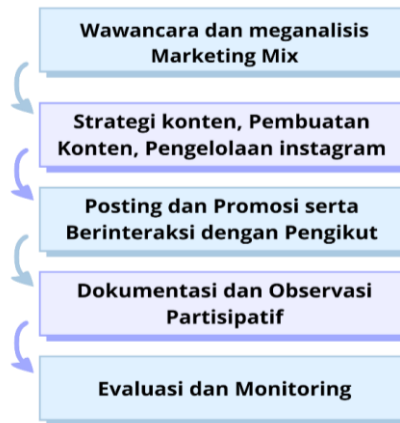 Wawancara dan meganalisis
Marketing Mix
Strategi konten, Pembuatan
Konten, Pengelolaan instagram
Posting dan Promosi serta
Berinteraksi dengan Pengikut
Dokumentasi dan Observasi
Partisipatif
Evaluasi dan Monitoring